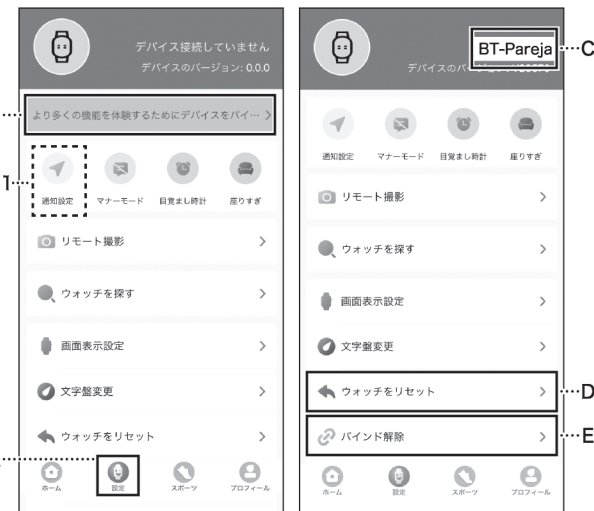 デバイス接続していません
デバイスのバージョン: 0.0.0
より多くの機能を体験するためにデバイスをバイ…
1
通知設定 マナーモード 目覚まし時計 座りすぎ
リモート撮影
ウォッチを探す
画面表示設定
文字盤変更
ウォッチをリセット
ホーム 設定 スポーツ プロフィール
BT-Pareja
C
デバイスのバ
通知設定 マナーモード 目覚まし時計 座りすぎ
リモート撮影
ウォッチを探す
画面表示設定
文字盤変更
ウォッチをリセット
D
バインド解除
E
ホーム 設定 スポーツ プロフィール